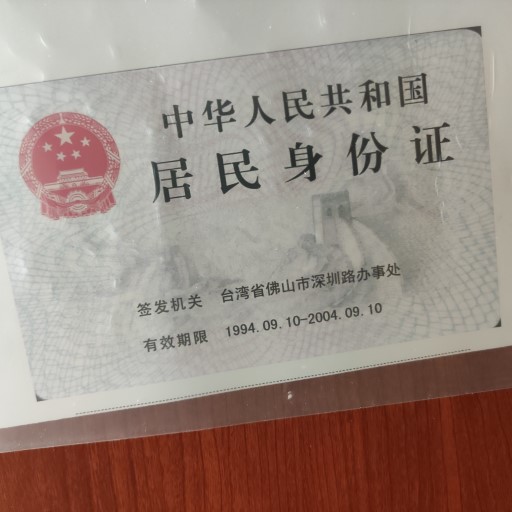 中华人民共和国
居民身份证
签发机关 台湾省佛山市深圳路办事处
有效期限 1994.09.10-2004.09.10